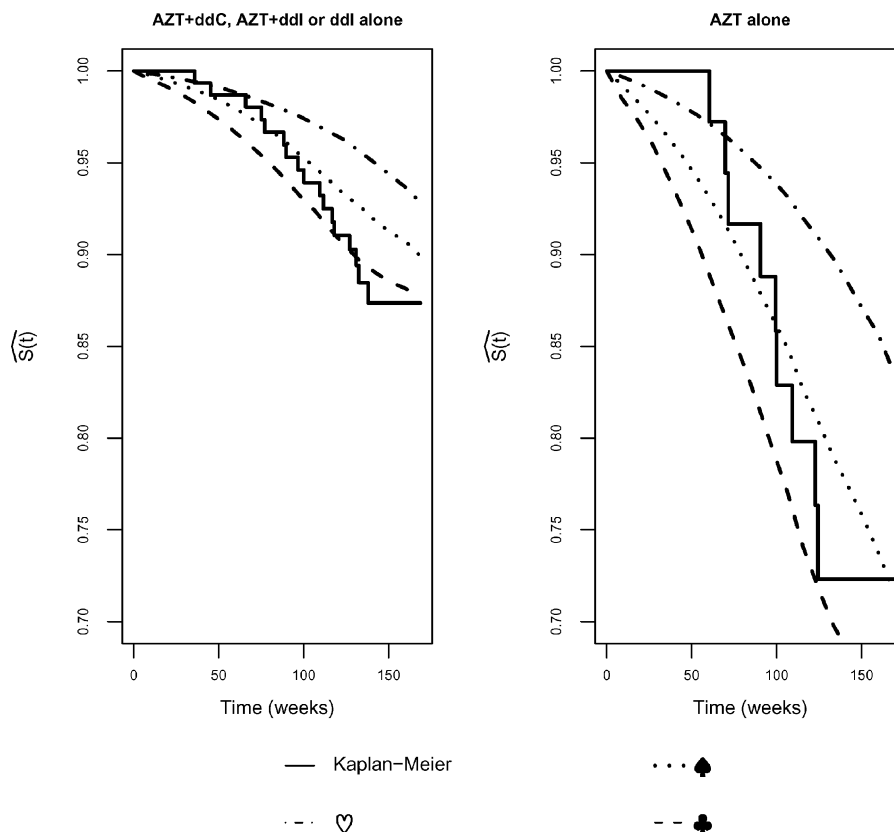 AZT+ddC, AZT+ddI or ddI alone
AZT alone
1.00
0.95
0.90
0.85
0.80
0.75
0.70
S(t)
0 50 100 150
Time (weeks)
1.00
0.95
0.90
0.85
0.80
0.75
0.70
S(t)
0 50 100 150
Time (weeks)
Kaplan−Meier
♠
♡
♣